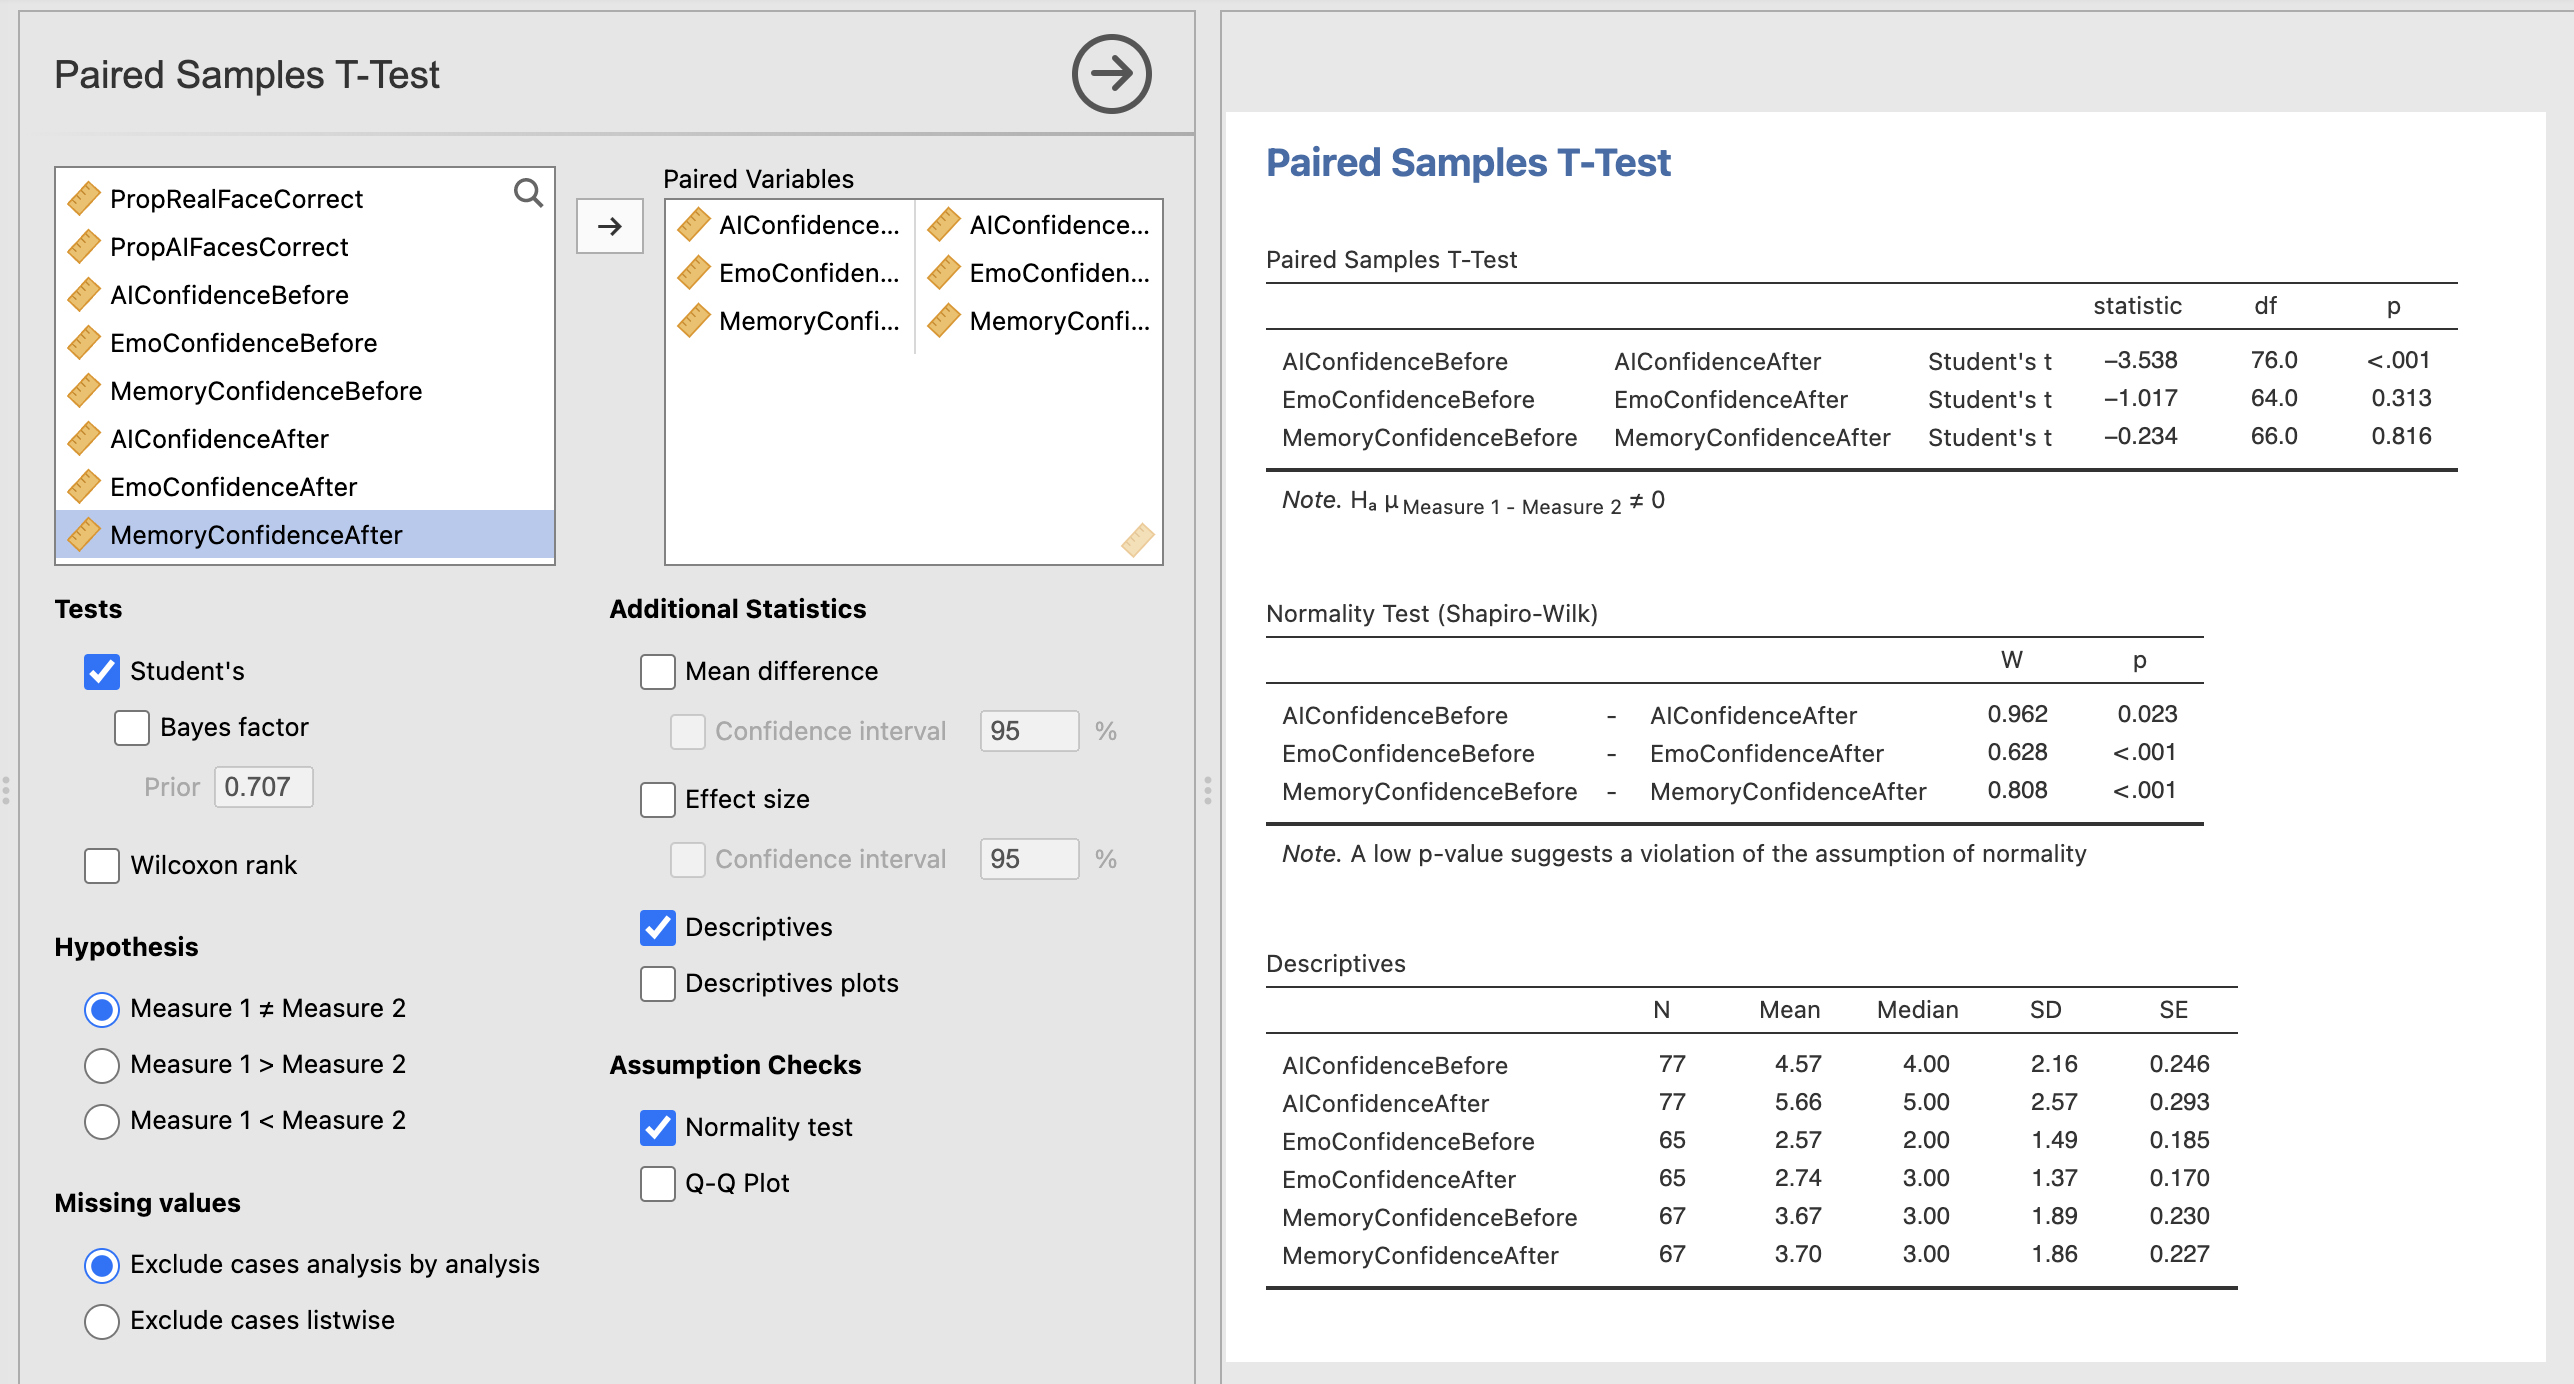 Paired Samples T-Test
PropRealFaceCorrect
PropAIFacesCorrect
AIConfidenceBefore
EmoConfidenceBefore
MemoryConfidenceBefore
AIConfidenceAfter
EmoConfidenceAfter
MemoryConfidenceAfter
Paired Variables
AIConfidence... AIConfidence...
EmoConfiden... EmoConfiden...
MemoryConfi... MemoryConfi...
Tests
Student's
Bayes factor
Prior 0.707
Wilcoxon rank
Hypothesis
Measure 1 ≠ Measure 2
Measure 1 > Measure 2
Measure 1 < Measure 2
Missing values
Exclude cases analysis by analysis
Exclude cases listwise
Additional Statistics
Mean difference
Confidence interval 95 %
Effect size
Confidence interval 95 %
Descriptives
Descriptives plots
Assumption Checks
Normality test
Q-Q Plot
Paired Samples T-Test
Paired Samples T-Test
statistic df p
AIConfidenceBefore AIConfidenceAfter Student's t −3.538 76.0 <.001
EmoConfidenceBefore EmoConfidenceAfter Student's t −1.017 64.0 0.313
MemoryConfidenceBefore MemoryConfidenceAfter Student's t −0.234 66.0 0.816
Note. Hₐ μ Measure 1 - Measure 2 ≠ 0
Normality Test (Shapiro-Wilk)
W p
AIConfidenceBefore - AIConfidenceAfter 0.962 0.023
EmoConfidenceBefore - EmoConfidenceAfter 0.628 <.001
MemoryConfidenceBefore - MemoryConfidenceAfter 0.808 <.001
Note. A low p-value suggests a violation of the assumption of normality
Descriptives
N Mean Median SD SE
AIConfidenceBefore 77 4.57 4.00 2.16 0.246
AIConfidenceAfter 77 5.66 5.00 2.57 0.293
EmoConfidenceBefore 65 2.57 2.00 1.49 0.185
EmoConfidenceAfter 65 2.74 3.00 1.37 0.170
MemoryConfidenceBefore 67 3.67 3.00 1.89 0.230
MemoryConfidenceAfter 67 3.70 3.00 1.86 0.227